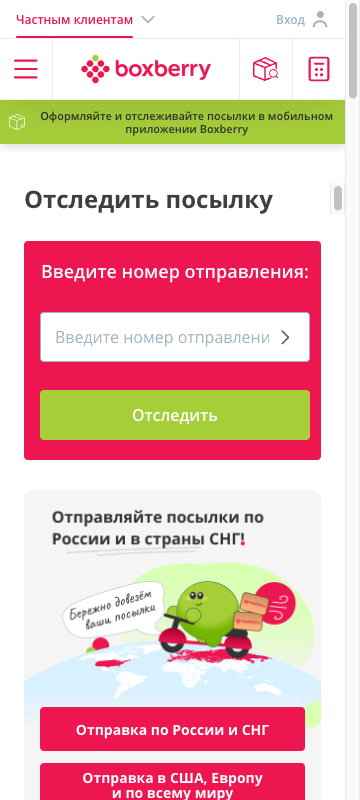 Частным клиентам
Вход
boxberry
Оформляйте и отслеживайте посылки в мобильном
приложении Boxberry
Отследить посылку
Введите номер отправления:
Введите номер отправлени
Отследить
Отправляйте посылки по
России и в страны СНГ!
Бережно довезём
ваши посылки
Отправка по России и СНГ
Отправка в США, Европу
и по всему миру